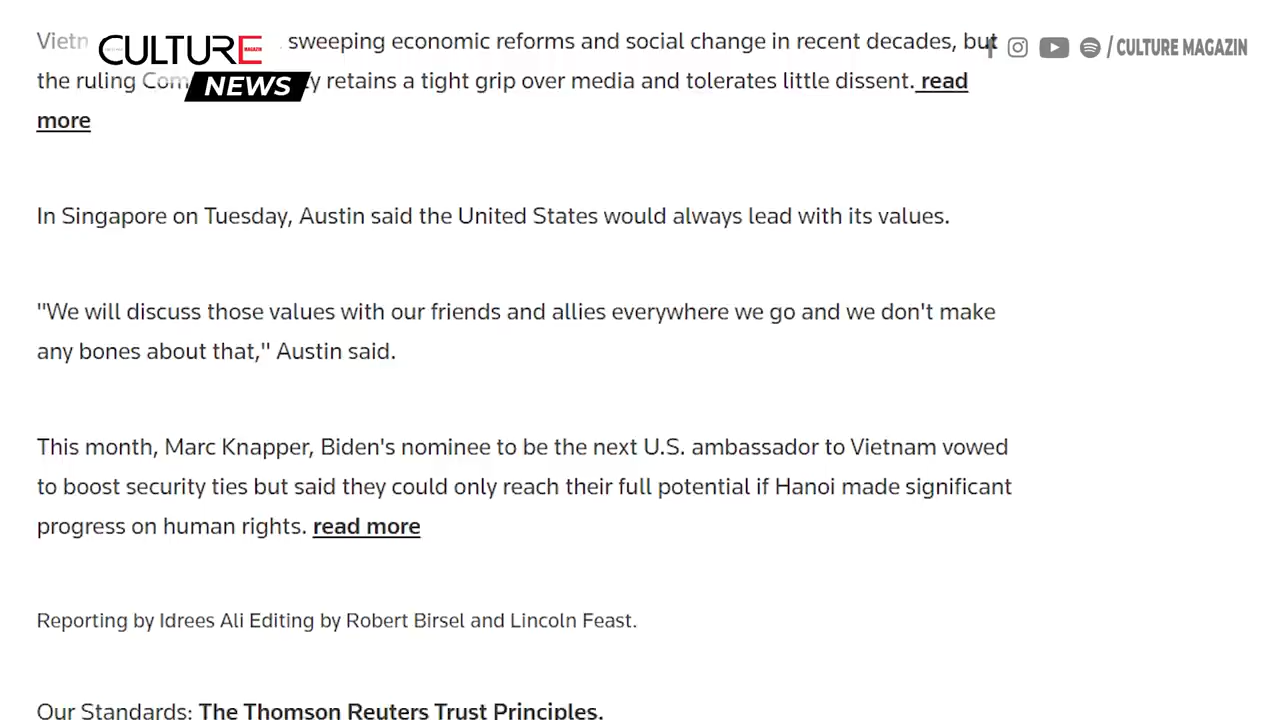 CULTURE
MAGAZIN
NEWS
/ CULTURE MAGAZIN
sweeping economic reforms and social change in recent decades, but
the ruling retains a tight grip over media and tolerates little dissent. read
more
In Singapore on Tuesday, Austin said the United States would always lead with its values.
"We will discuss those values with our friends and allies everywhere we go and we don't make
any bones about that," Austin said.
This month, Marc Knapper, Biden's nominee to be the next U.S. ambassador to Vietnam vowed
to boost security ties but said they could only reach their full potential if Hanoi made significant
progress on human rights. read more
Reporting by Idrees Ali Editing by Robert Birsel and Lincoln Feast.
Our Standards: The Thomson Reuters Trust Principles.